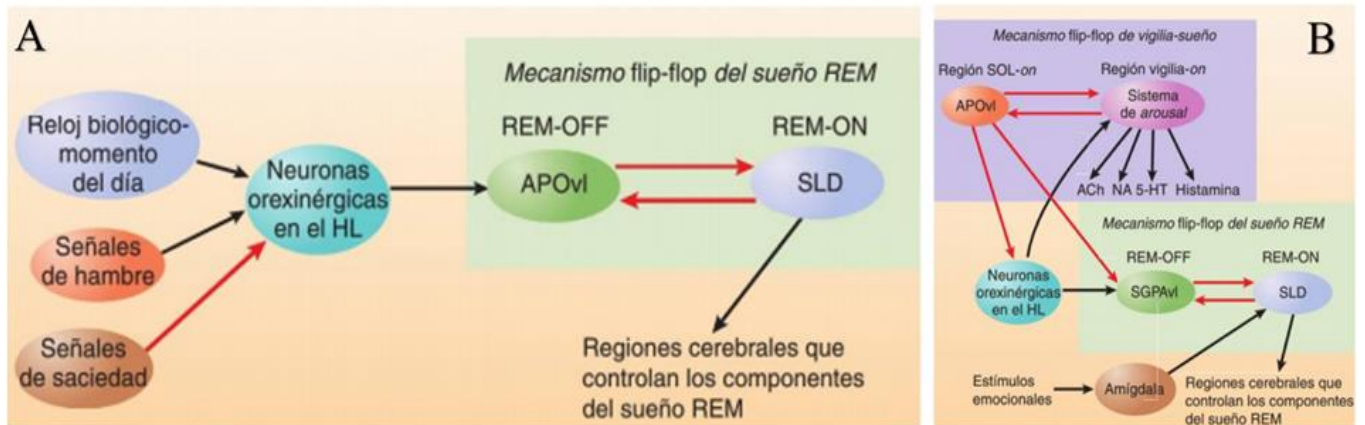 A
Mecanismo flip-flop del sueño REM
REM-OFF
REM-ON
Reloj biológico-
momento
del día
Neuronas
orexinérgicas
en el HL
APOvl
SLD
Señales
de hambre
Señales
de saciedad
Regiones cerebrales que
controlan los componentes
del sueño REM
B
Mecanismo flip-flop de vigilia-sueño
Región SOL-on
Región vigilia-on
APOvl
Sistema
de arousal
ACh NA 5-HT Histamina
Mecanismo flip-flop del sueño REM
REM-OFF
REM-ON
Neuronas
orexinérgicas
en el HL
SGPAvl
SLD
Estímulos
emocionales
Amígdala
Regiones cerebrales que
controlan los componentes
del sueño REM